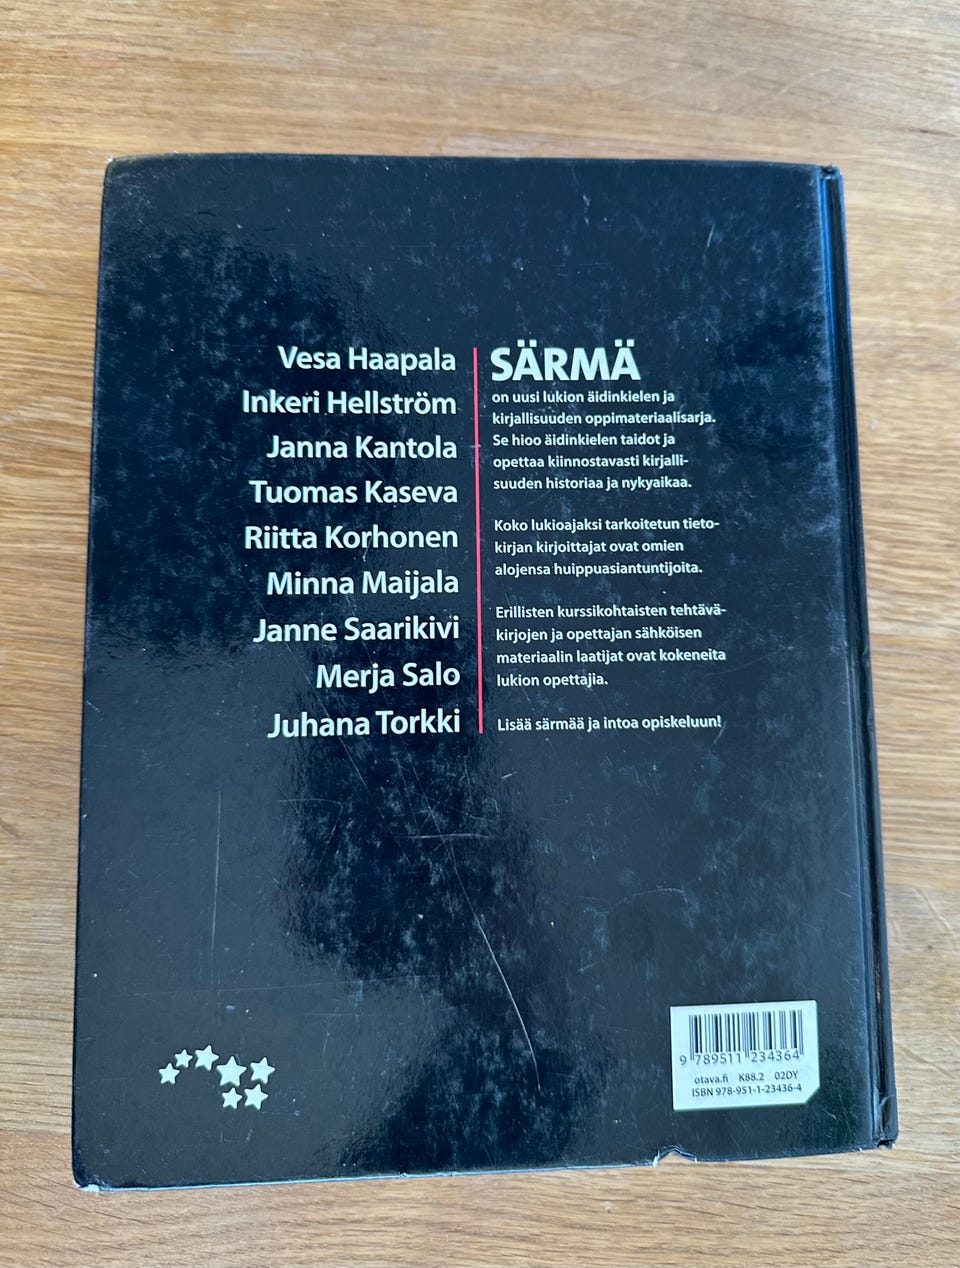 Vesa Haapala
Inkeri Hellström
Janna Kantola
Tuomas Kaseva
Riitta Korhonen
Minna Maijala
Janne Saarikivi
Merja Salo
Juhana Torkki
SÄRMÄ
on uusi lukion äidinkielen ja
kirjallisuuden oppimateriaalisarja.
Se hioo äidinkielen taidot ja
opettaa kiinnostavasti kirjalli-
suuden historiaa ja nykyaikaa.
Koko lukioajaksi tarkoitetun tieto-
kirjan kirjoittajat ovat omien
alojensa huippuasiantuntijoita.
Erillisten kurssikohtaisten tehtävä-
kirjojen ja opettajan sähköisen
materiaalin laatijat ovat kokeneita
lukion opettajia.
Lisää särmää ja intoa opiskeluun!
9 789511 234364
otava.fi K88.2 02DY
ISBN 978-951-1-23436-4